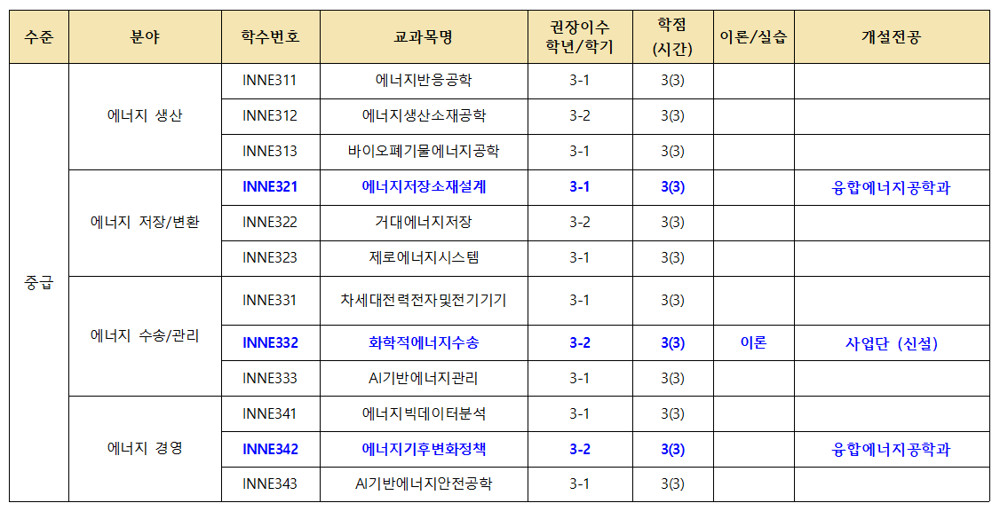 수준 분야 학수번호 교과목명 권장이수 학년/학기 학점 (시간) 이론/실습 개설전공
중급
에너지 생산
INNE311 에너지반응공학 3-1 3(3)
INNE312 에너지생산소재공학 3-2 3(3)
INNE313 바이오폐기물에너지공학 3-1 3(3)
에너지 저장/변환
INNE321 에너지저장소재설계 3-1 3(3) 융합에너지공학과
INNE322 거대에너지저장 3-2 3(3)
INNE323 제로에너지시스템 3-1 3(3)
에너지 수송/관리
INNE331 차세대전력전자및전기기기 3-1 3(3)
INNE332 화학적에너지수송 3-2 3(3) 이론 사업단 (신설)
INNE333 AI기반에너지관리 3-1 3(3)
에너지 경영
INNE341 에너지빅데이터분석 3-1 3(3)
INNE342 에너지기후변화정책 3-2 3(3) 융합에너지공학과
INNE343 AI기반에너지안전공학 3-1 3(3)